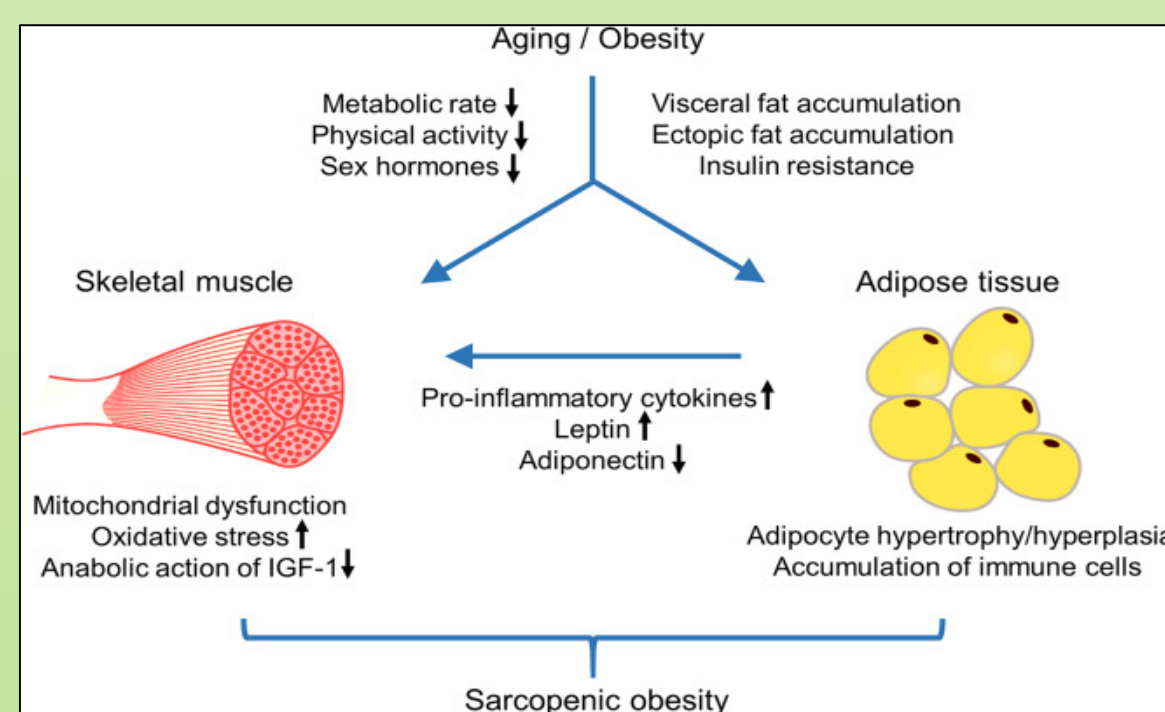 Aging / Obesity
Metabolic rate ↓
Physical activity ↓
Sex hormones ↓
Visceral fat accumulation
Ectopic fat accumulation
Insulin resistance
Skeletal muscle
Adipose tissue
Pro-inflammatory cytokines ↑
Leptin ↑
Adiponectin ↓
Mitochondrial dysfunction
Oxidative stress ↑
Anabolic action of IGF-1 ↓
Adipocyte hypertrophy/hyperplasia
Accumulation of immune cells
Sarcopenic obesity